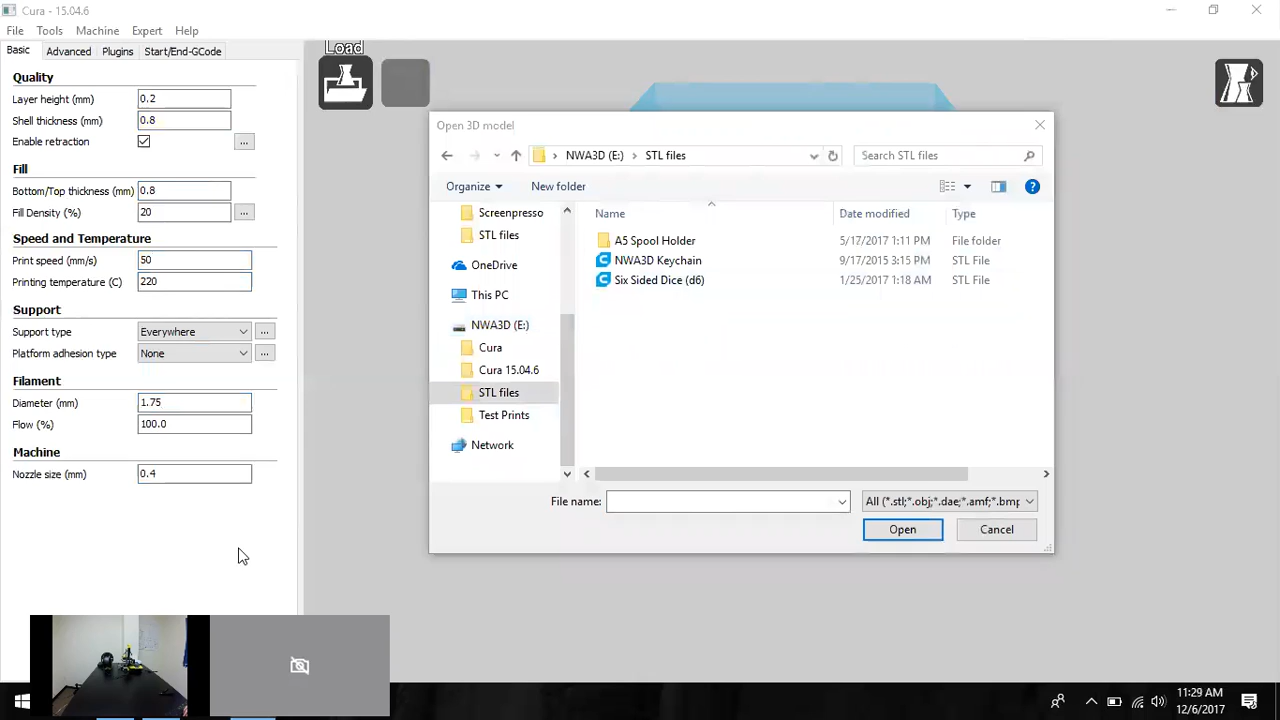 Cura - 15.04.6
File Tools Machine Expert Help
Basic Advanced Plugins Start/End-GCode
Quality
Layer height (mm) 0.2
Shell thickness (mm) 0.8
Enable retraction ...
Fill
Bottom/Top thickness (mm) 0.8
Fill Density (%) 20 ...
Speed and Temperature
Print speed (mm/s) 50
Printing temperature (C) 220
Support
Support type Everywhere ...
Platform adhesion type None ...
Filament
Diameter (mm) 1.75
Flow (%) 100.0
Machine
Nozzle size (mm) 0.4
Load
Open 3D model
NWA3D (E:) STL files
Search STL files
Organize New folder
Screenpresso
STL files
OneDrive
This PC
NWA3D (E:)
Cura
Cura 15.04.6
STL files
Test Prints
Network
Name Date modified Type
A5 Spool Holder 5/17/2017 1:11 PM File folder
NWA3D Keychain 9/17/2015 3:15 PM STL File
Six Sided Dice (d6) 1/25/2017 1:18 AM STL File
File name: All (*.stl;*.obj;*.dae;*.amf;*.bmp
Open Cancel
11:29 AM
12/6/2017